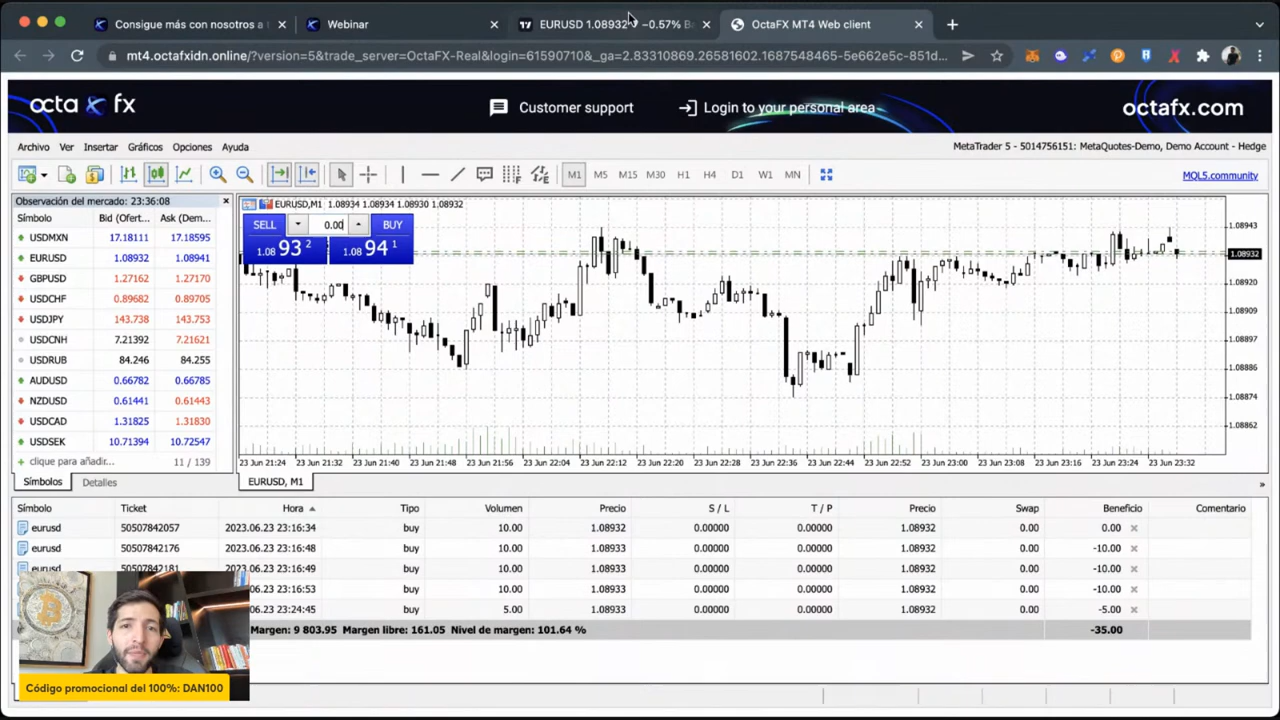 Consigue más con nosotros a
Webinar
EURUSD 1.08932
−0.57%
OctaFX MT4 Web client
mt4.octafxidn.online/?version=5&trade_server=OctaFX-Real&login=61590710&_ga=2.83310869.26581602.1687548465-5e662e5c-851d...
octa fx
Customer support
Login to your personal area
octafx.com
Archivo Ver Insertar Gráficos Opciones Ayuda
MetaTrader 5 - 5014756151: MetaQuotes-Demo, Demo Account - Hedge
M1 M5 M15 M30 H1 H4 D1 W1 MN
MQL5.community
Observación del mercado: 23:36:08
Símbolo Bid (Ofert... Ask (Dem...
USDMXN 17.18111 17.18595
EURUSD 1.08932 1.08941
GBPUSD 1.27162 1.27170
USDCHF 0.89682 0.89705
USDJPY 143.738 143.753
USDCNH 7.21392 7.21621
USDRUB 84.246 84.255
AUDUSD 0.66782 0.66785
NZDUSD 0.61441 0.61443
USDCAD 1.31825 1.31830
USDSEK 10.71394 10.72547
clique para añadir... 11 / 139
Símbolos Detalles
EURUSD,M1 1.08934 1.08934 1.08930 1.08932
SELL 0.00 BUY
1.08 93 2 1.08 94 1
1.08943
1.08932
1.08920
1.08909
1.08897
1.08886
1.08874
1.08862
23 Jun 21:24 23 Jun 21:32 23 Jun 21:40 23 Jun 21:48 23 Jun 21:56 23 Jun 22:12 23 Jun 22:20 23 Jun 22:28 23 Jun 22:36 23 Jun 22:44 23 Jun 22:52 23 Jun 23:00 23 Jun 23:08 23 Jun 23:16 23 Jun 23:24 23 Jun 23:32
EURUSD, M1
Símbolo Ticket Hora Tipo Volumen Precio S / L T / P Precio Swap Beneficio Comentario
eurusd 50507842057 2023.06.23 23:16:34 buy 10.00 1.08932 0.00000 0.00000 1.08932 0.00 0.00
eurusd 50507842176 2023.06.23 23:16:48 buy 10.00 1.08933 0.00000 0.00000 1.08932 0.00 -10.00
eurusd 50507842181 2023.06.23 23:16:49 buy 10.00 1.08933 0.00000 0.00000 1.08932 0.00 -10.00
.06.23 23:16:53 buy 10.00 1.08933 0.00000 0.00000 1.08932 0.00 -10.00
.06.23 23:24:45 buy 5.00 1.08933 0.00000 0.00000 1.08932 0.00 -5.00
Margen: 9 803.95 Margen libre: 161.05 Nivel de margen: 101.64 % -35.00
Código promocional del 100%: DAN100